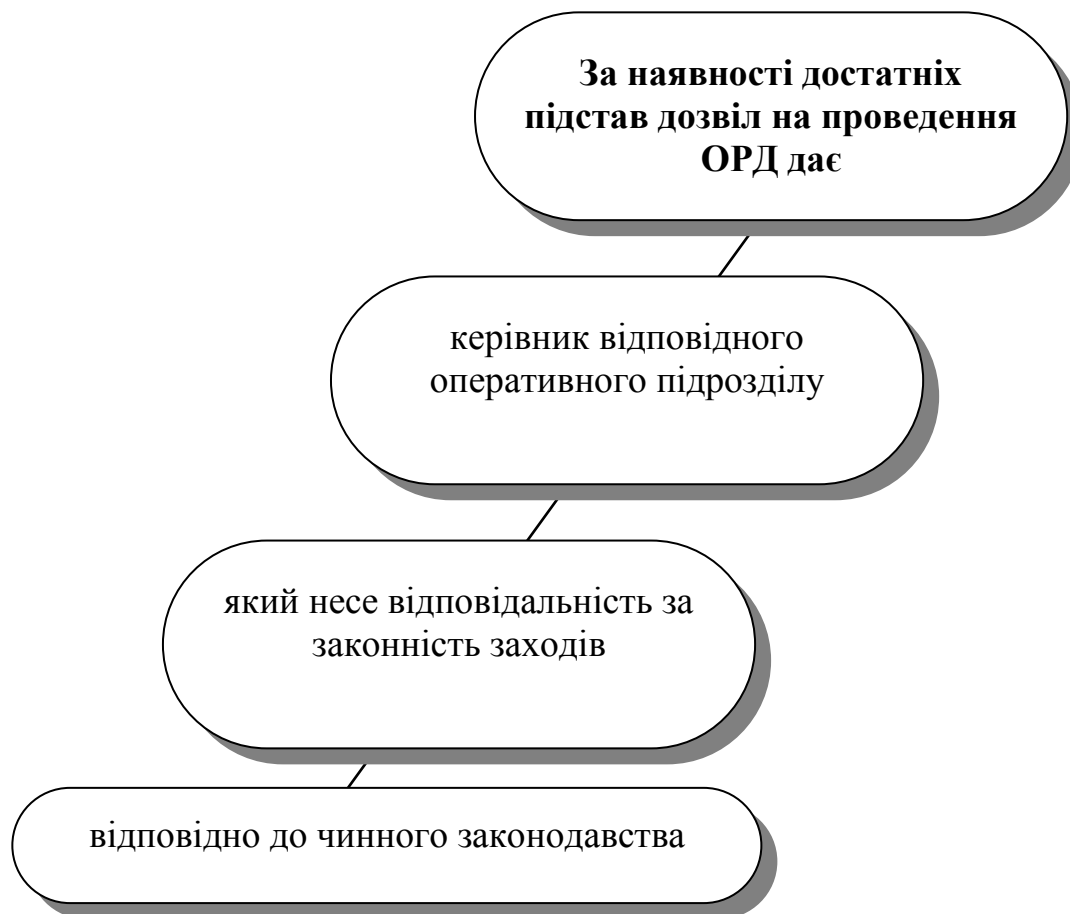 За наявності достатніх
підстав дозвіл на проведення
ОРД дає
керівник відповідного
оперативного підрозділу
який несе відповідальність за
законність заходів
відповідно до чинного законодавства